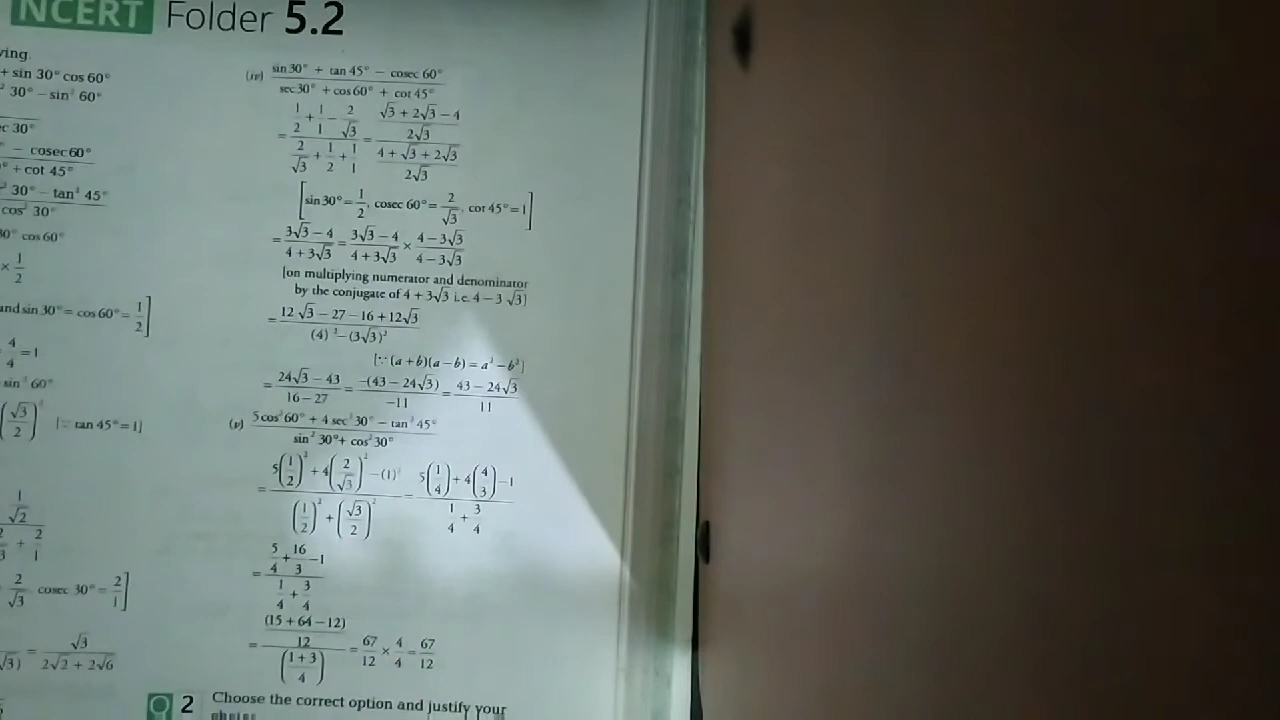 NCERT Folder 5.2
ving.
+ sin 30° cos 60°
² 30° – sin² 60°
c 30°
° – cosec 60°
° + cot 45°
² 30° – tan² 45°
cos² 30°
30° cos 60°
× 1/2
and sin 30° = cos 60° = 1/2]
4/4 = 1
sin² 60°
(√3/2)² [∵ tan 45° = 1]
1/√2
+ 2/1
2/√3, cosec 30° = 2/1]
√3) = √3/(2√2 + 2√6)
(iv) (sin 30° + tan 45° – cosec 60°)/(sec 30° + cos 60° + cot 45°)
= (1/2 + 1/1 – 2/√3)/(2/√3 + 1/2 + 1/1) = ((√3 + 2√3 – 4)/2√3)/((4 + √3 + 2√3)/2√3)
[sin 30° = 1/2, cosec 60° = 2/√3, cot 45° = 1]
= (3√3 – 4)/(4 + 3√3) = (3√3 – 4)/(4 + 3√3) × (4 – 3√3)/(4 – 3√3)
[on multiplying numerator and denominator
by the conjugate of 4 + 3√3 i.e. 4 – 3√3]
= (12√3 – 27 – 16 + 12√3)/((4)² – (3√3)²)
[∵ (a + b)(a – b) = a² – b²]
= (24√3 – 43)/(16 – 27) = –(43 – 24√3)/–11 = (43 – 24√3)/11
(v) (5 cos² 60° + 4 sec² 30° – tan² 45°)/(sin² 30° + cos² 30°)
= (5(1/2)² + 4(2/√3)² – (1)²)/((1/2)² + (√3/2)²) = (5(1/4) + 4(4/3) – 1)/(1/4 + 3/4)
= (5/4 + 16/3 – 1)/(1/4 + 3/4)
= ((15 + 64 – 12)/12)/((1 + 3)/4) = 67/12 × 4/4 = 67/12
Q 2 Choose the correct option and justify your
choice.